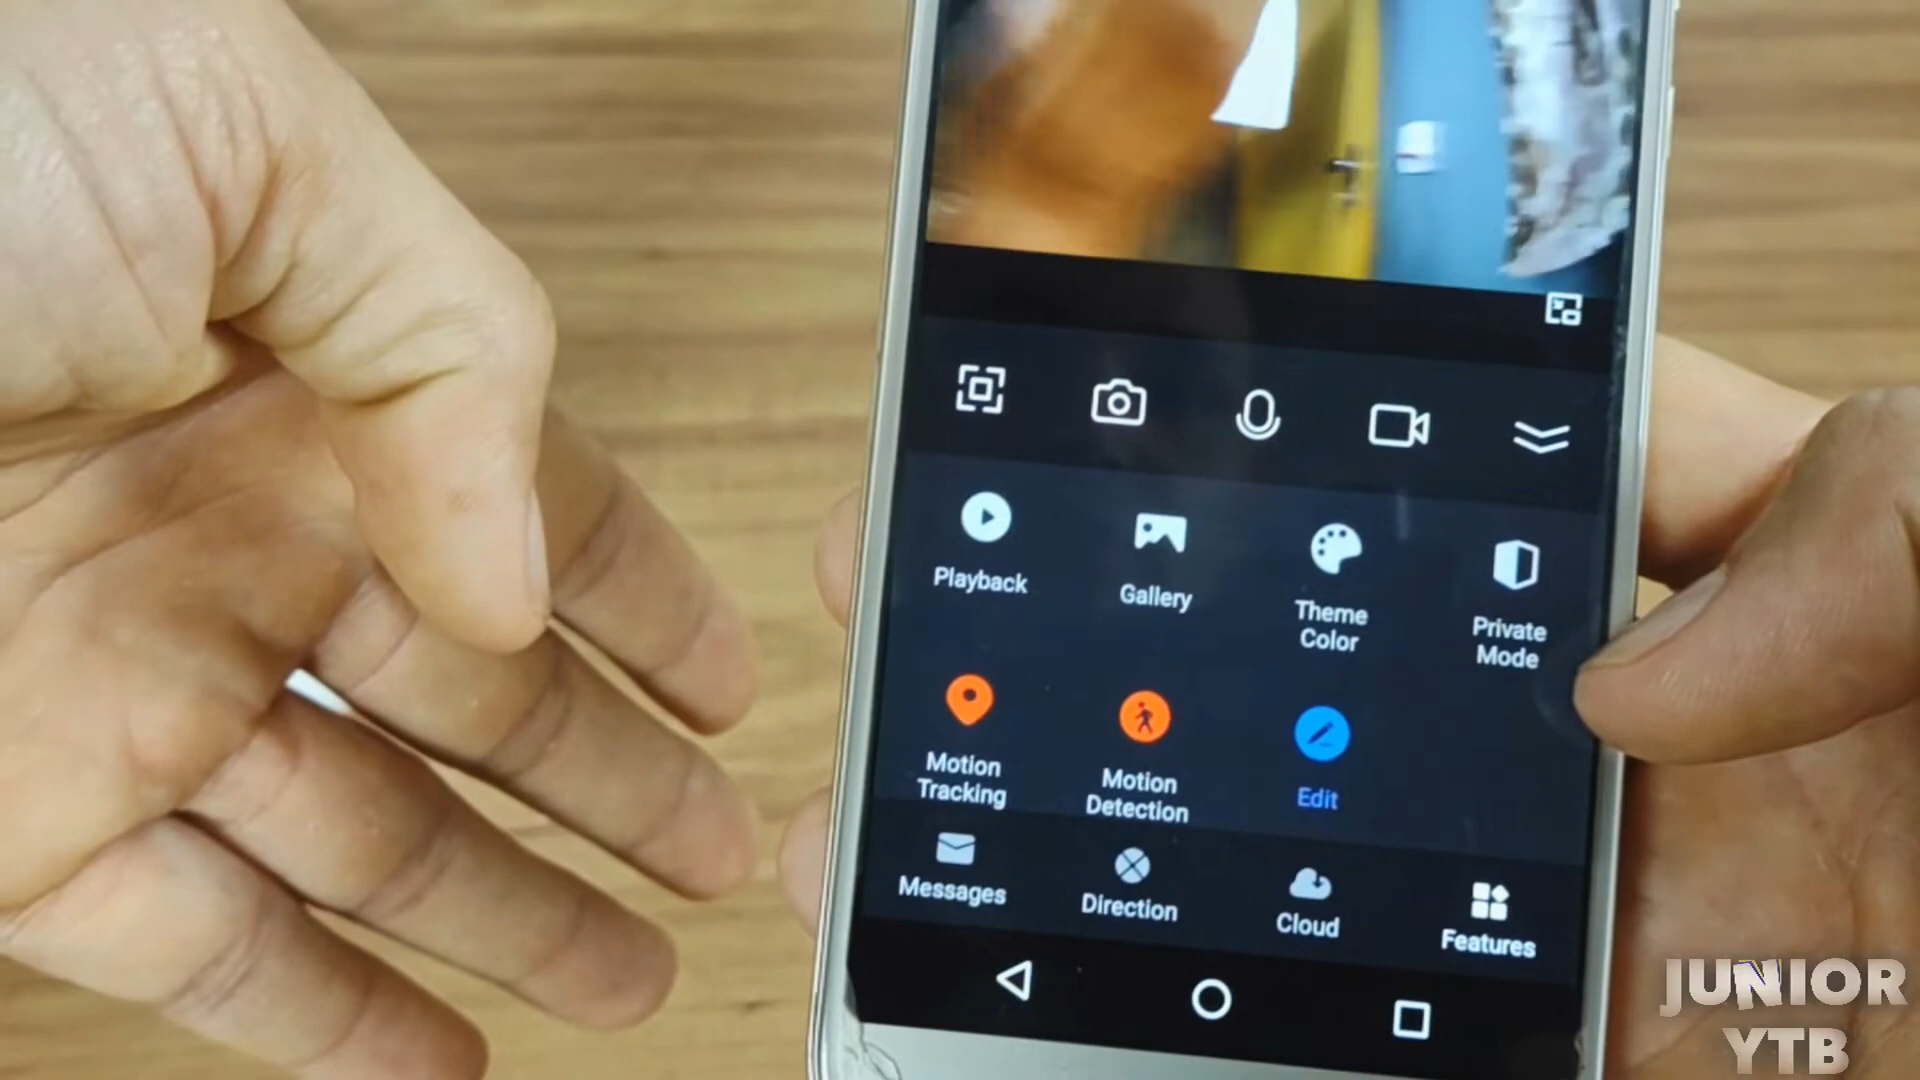 Playback
Gallery
Theme
Color
Private
Mode
Motion
Tracking
Motion
Detection
Edit
Messages
Direction
Cloud
Features
JUNIOR
YTB